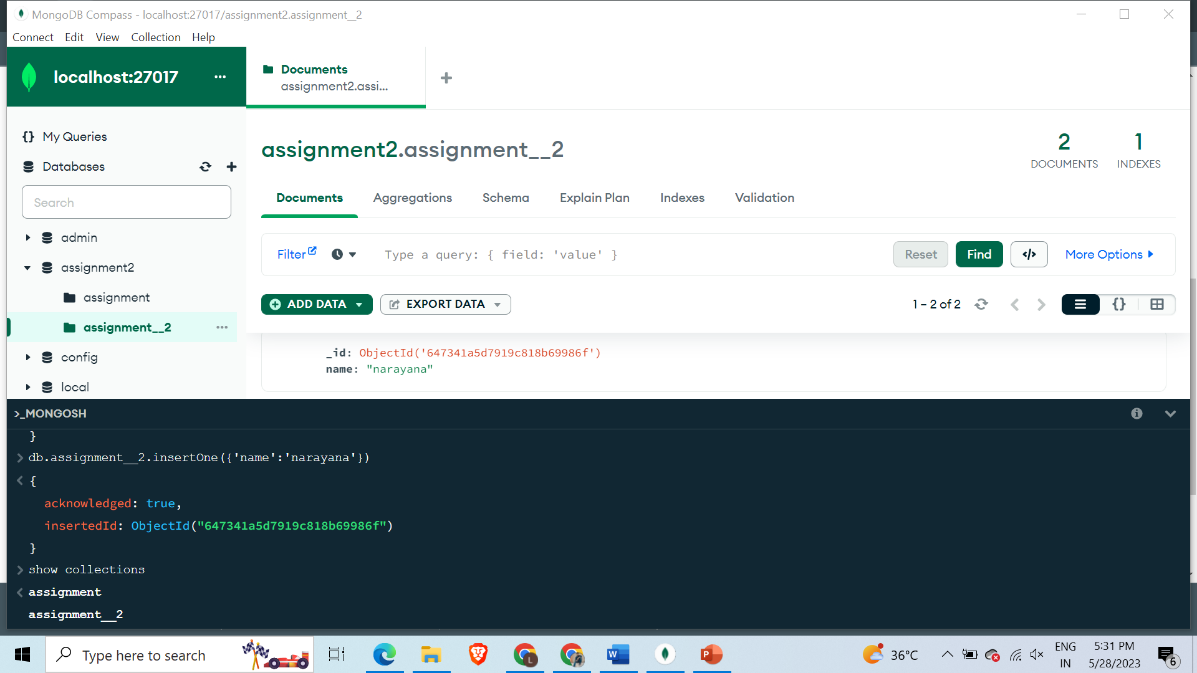 MongoDB Compass - localhost:27017/assignment2.assignment__2
Connect Edit View Collection Help
localhost:27017 ...
Documents
assignment2.assi...
+
{} My Queries
Databases
Search
admin
assignment2
assignment
assignment__2 ...
config
local
assignment2.assignment__2
2
DOCUMENTS
1
INDEXES
Documents Aggregations Schema Explain Plan Indexes Validation
Filter Type a query: { field: 'value' } Reset Find </> More Options
ADD DATA EXPORT DATA 1 – 2 of 2 {}
_id: ObjectId('647341a5d7919c818b69986f')
name: "narayana"
>_MONGOSH
}
> db.assignment__2.insertOne({'name':'narayana'})
< {
acknowledged: true,
insertedId: ObjectId("647341a5d7919c818b69986f")
}
> show collections
< assignment
assignment__2
Type here to search
L
W
P
36°C
ENG
IN
5:31 PM
5/28/2023
6